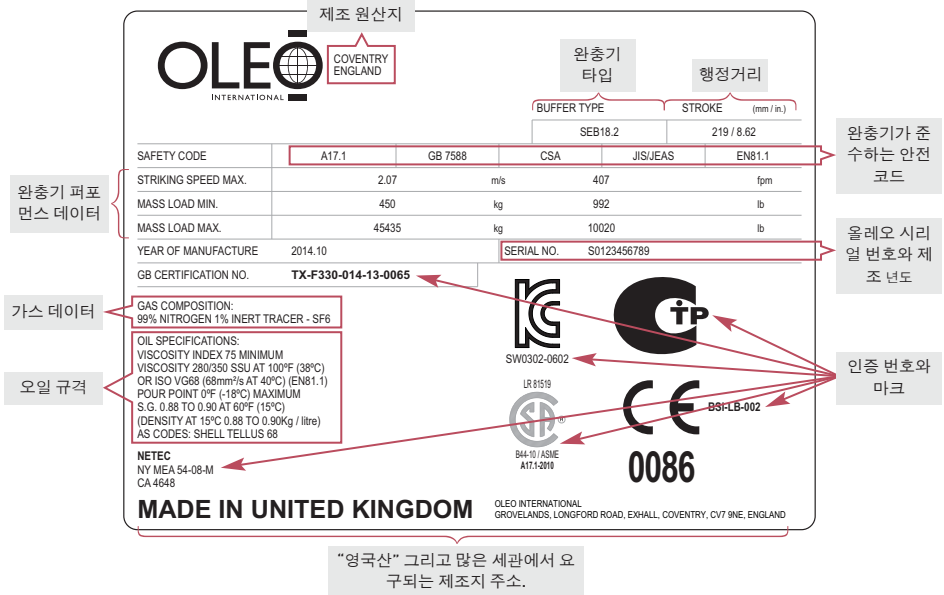 제조 원산지
OLEO
INTERNATIONAL
COVENTRY
ENGLAND
완충기
타입
행정거리
BUFFER TYPE STROKE (mm / in.)
SEB18.2 219 / 8.62
SAFETY CODE A17.1 GB 7588 CSA JIS/JEAS EN81.1
완충기가 준
수하는 안전
코드
완충기 퍼포
먼스 데이터
STRIKING SPEED MAX. 2.07 m/s 407 fpm
MASS LOAD MIN. 450 kg 992 lb
MASS LOAD MAX. 45435 kg 10020 lb
YEAR OF MANUFACTURE 2014.10 SERIAL NO. S0123456789
올레오 시리
얼 번호와 제
조 년도
GB CERTIFICATION NO. TX-F330-014-13-0065
가스 데이터
GAS COMPOSITION:
99% NITROGEN 1% INERT TRACER - SF6
오일 규격
OIL SPECIFICATIONS:
VISCOSITY INDEX 75 MINIMUM
VISCOSITY 280/350 SSU AT 100ºF (38ºC)
OR ISO VG68 (68mm²/s AT 40ºC) (EN81.1)
POUR POINT 0ºF (-18ºC) MAXIMUM
S.G. 0.88 TO 0.90 AT 60ºF (15ºC)
(DENSITY AT 15ºC 0.88 TO 0.90Kg / litre)
AS CODES: SHELL TELLUS 68
KC
SW0302-0602
TP
인증 번호와
마크
LR 81519
SA ®
B44-10 / ASME
A17.1-2010
CE BSI-LB-002
0086
NETEC
NY MEA 54-08-M
CA 4648
MADE IN UNITED KINGDOM
OLEO INTERNATIONAL
GROVELANDS, LONGFORD ROAD, EXHALL, COVENTRY, CV7 9NE, ENGLAND
“영국산” 그리고 많은 세관에서 요
구되는 제조지 주소.